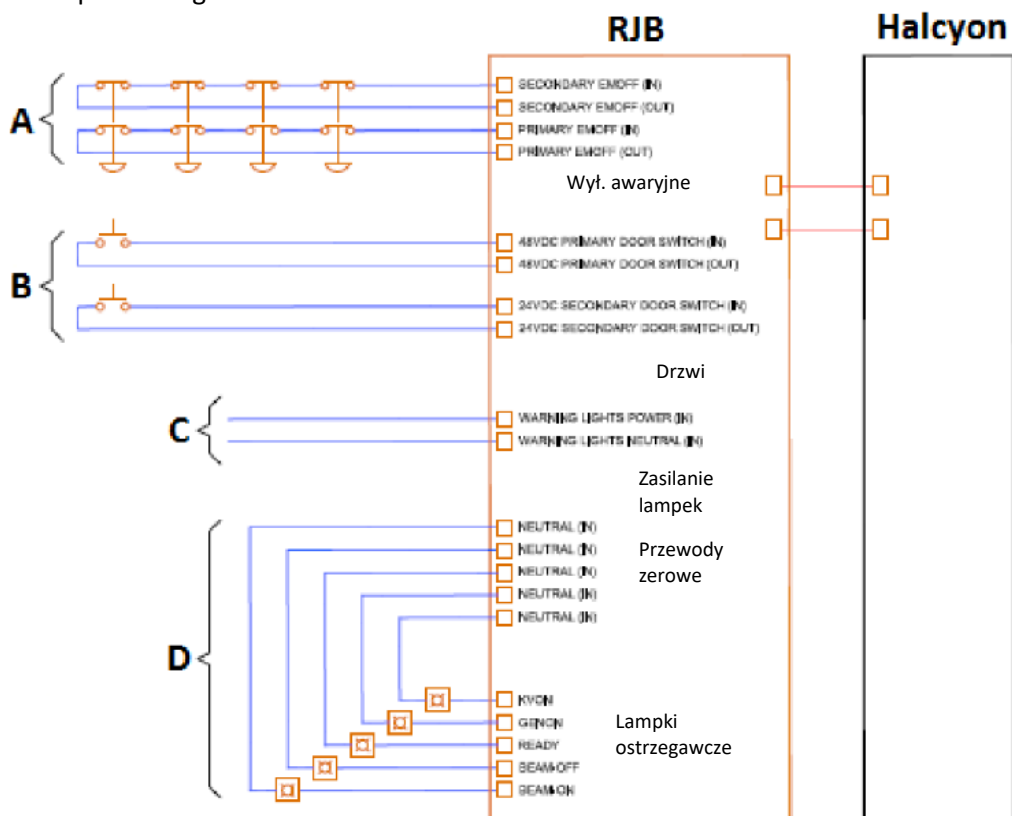 RJB
Halcyon
A
SECONDARY EMOFF (IN)
SECONDARY EMOFF (OUT)
PRIMARY EMOFF (IN)
PRIMARY EMOFF (OUT)
Wył. awaryjne
B
48VDC PRIMARY DOOR SWITCH (IN)
48VDC PRIMARY DOOR SWITCH (OUT)
24VDC SECONDARY DOOR SWITCH (IN)
24VDC SECONDARY DOOR SWITCH (OUT)
Drzwi
C
WARNING LIGHTS POWER (IN)
WARNING LIGHTS NEUTRAL (IN)
Zasilanie
lampek
D
NEUTRAL (IN)
NEUTRAL (IN)
NEUTRAL (IN)
NEUTRAL (IN)
NEUTRAL (IN)
Przewody
zerowe
KVON
GENON
READY
BEAM-OFF
BEAM-ON
Lampki
ostrzegawcze